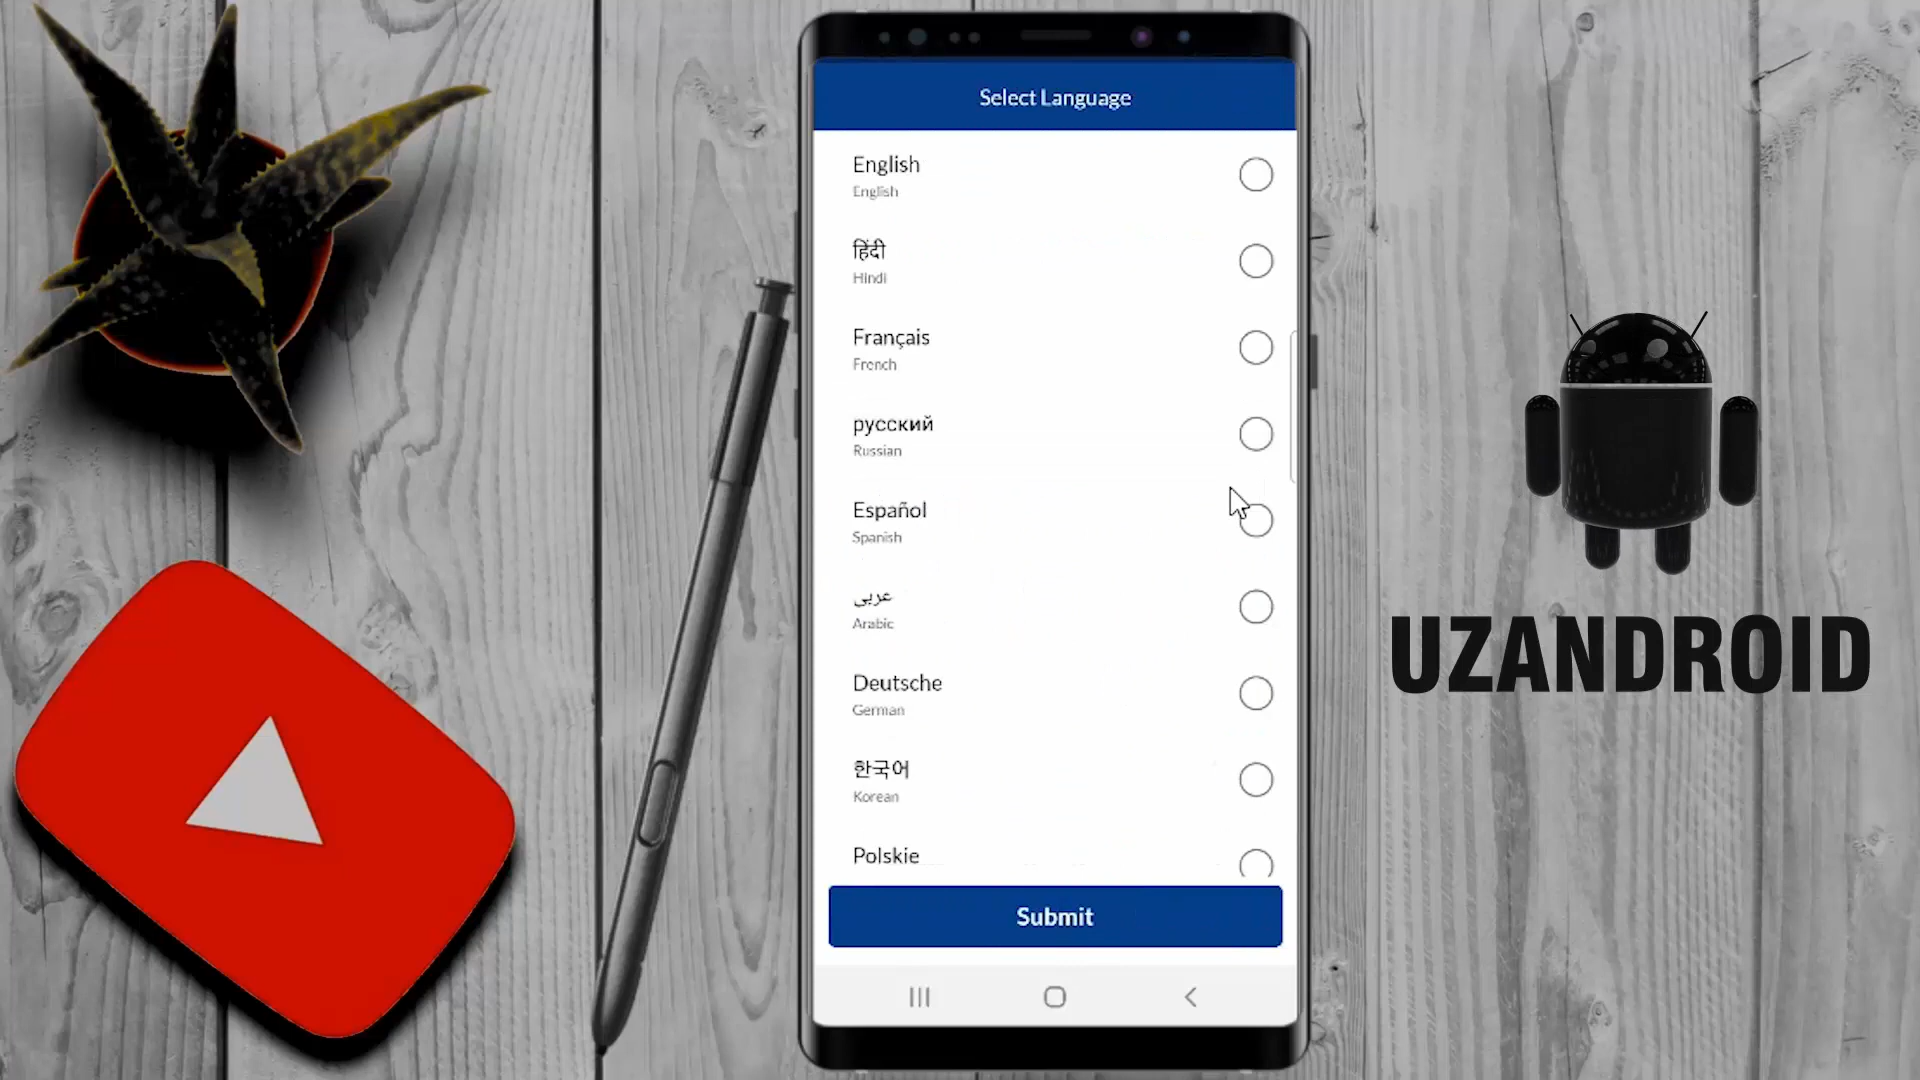 Select Language
English
English
हिंदी
Hindi
Français
French
русский
Russian
Español
Spanish
عربى
Arabic
Deutsche
German
한국어
Korean
Polskie
Submit
UZANDROID